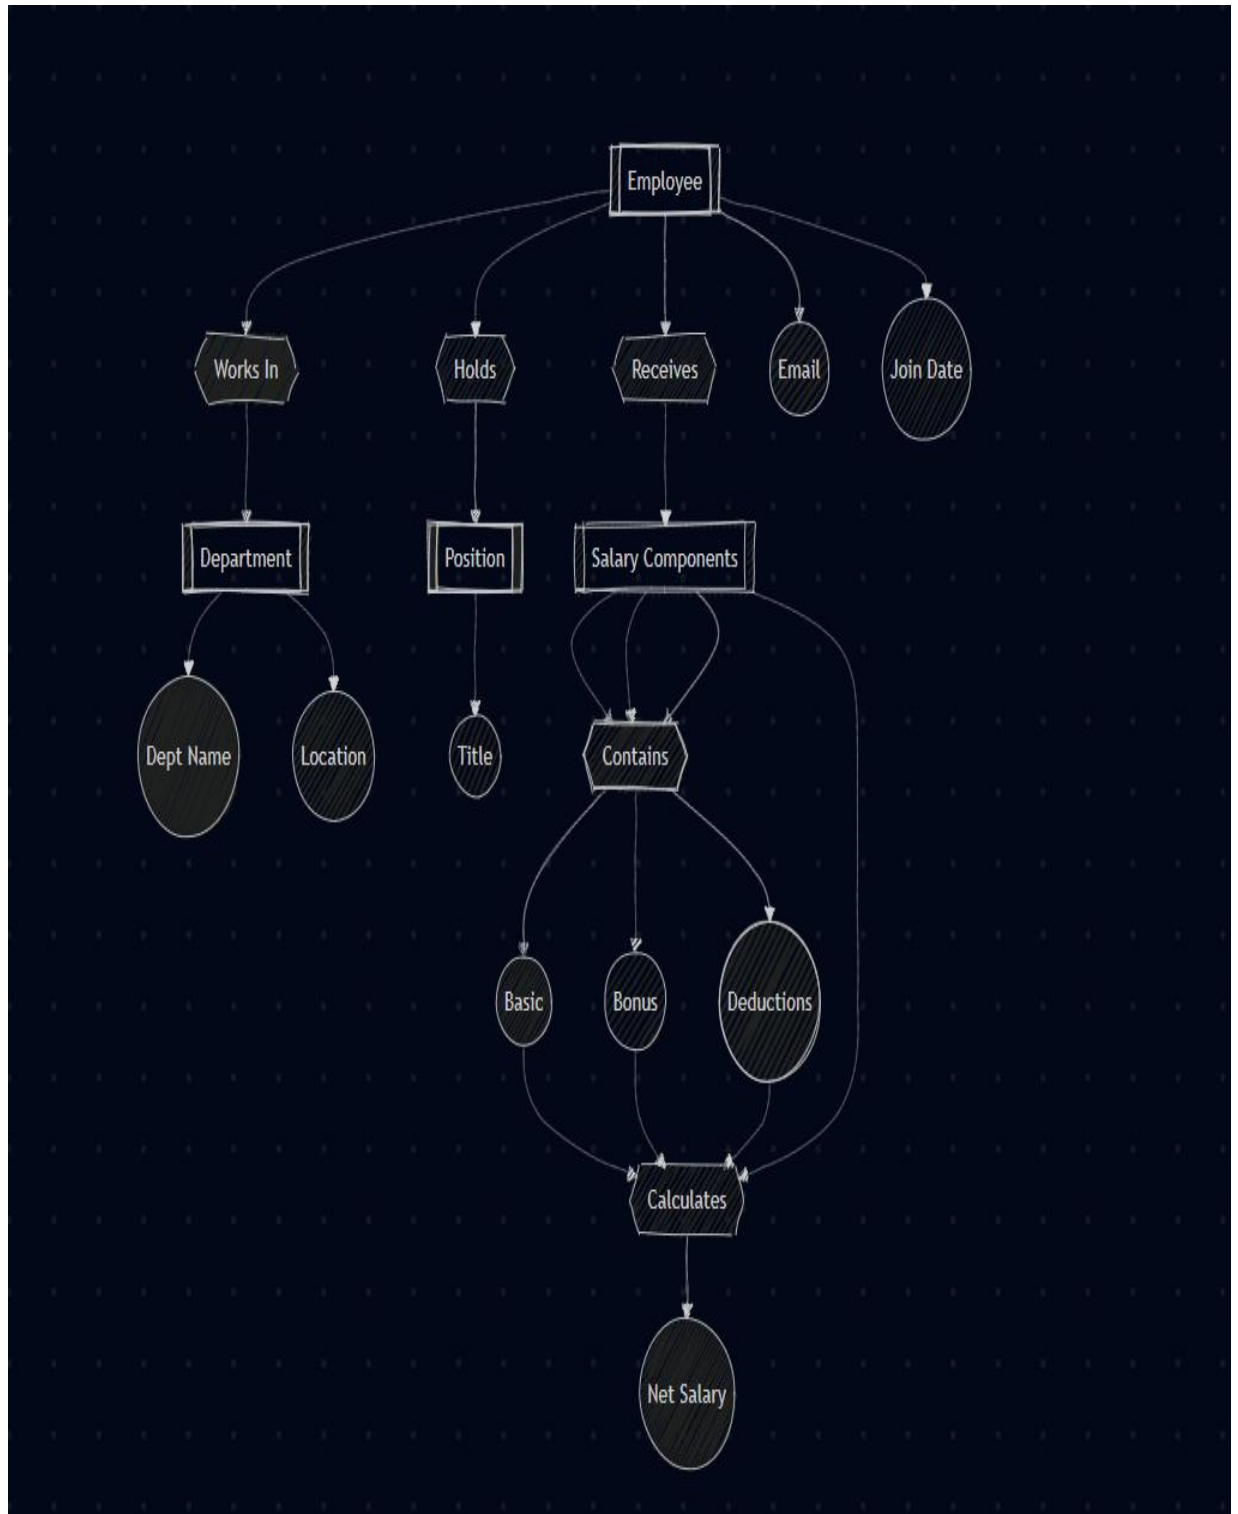 Employee
Works In
Holds
Receives
Email
Join Date
Department
Position
Salary Components
Dept Name
Location
Title
Contains
Basic
Bonus
Deductions
Calculates
Net Salary